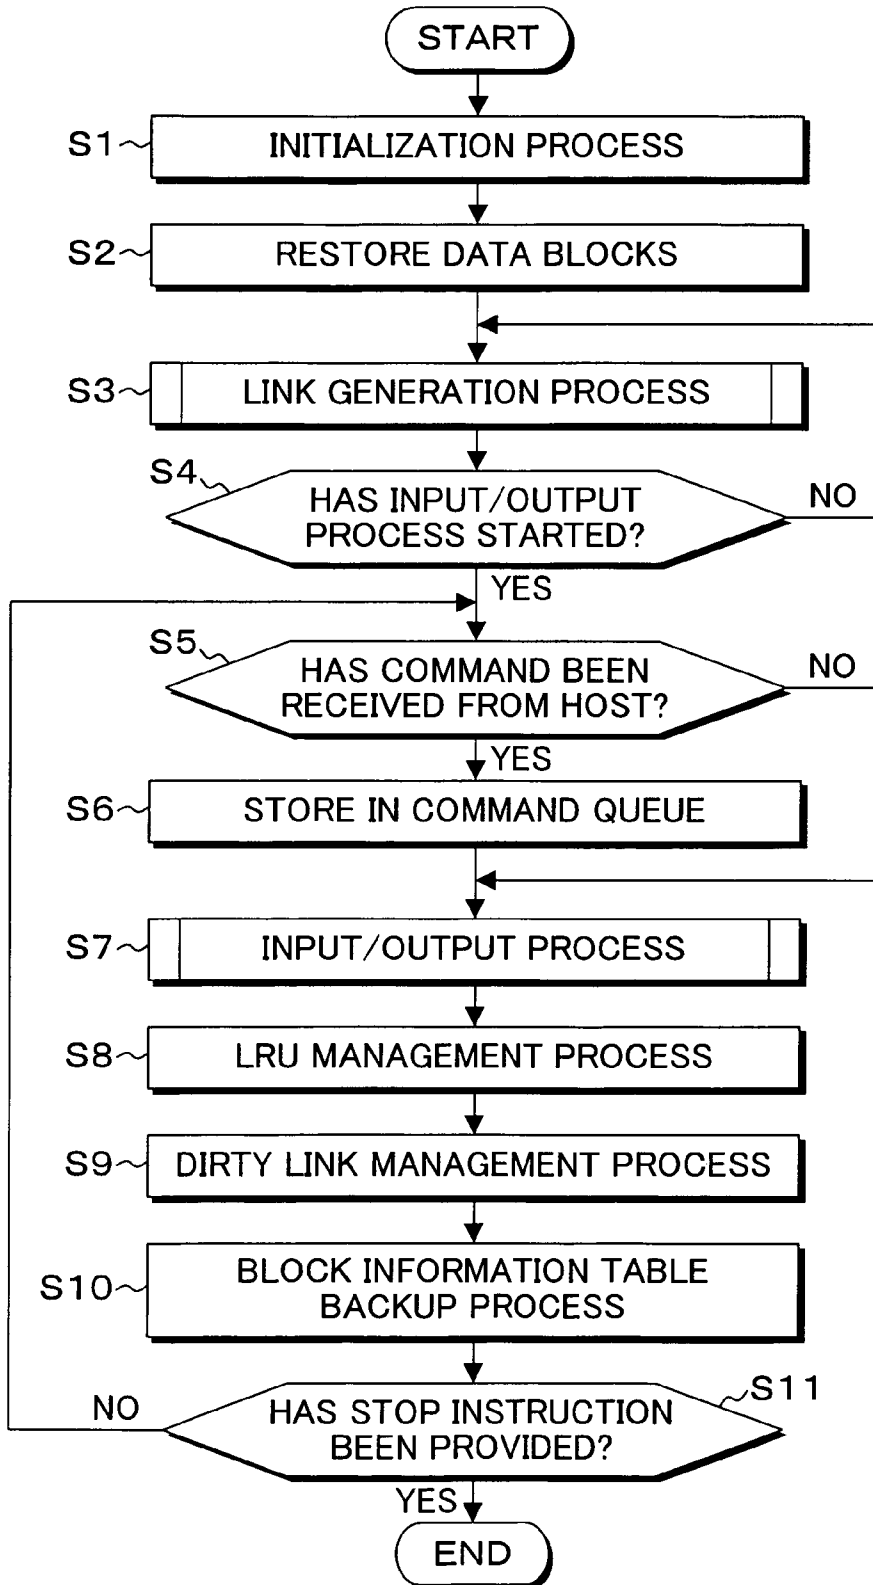 START
S1
INITIALIZATION PROCESS
S2
RESTORE DATA BLOCKS
S3
LINK GENERATION PROCESS
S4
HAS INPUT/OUTPUT
PROCESS STARTED?
NO
YES
S5
HAS COMMAND BEEN
RECEIVED FROM HOST?
NO
YES
S6
STORE IN COMMAND QUEUE
S7
INPUT/OUTPUT PROCESS
S8
LRU MANAGEMENT PROCESS
S9
DIRTY LINK MANAGEMENT PROCESS
S10
BLOCK INFORMATION TABLE
BACKUP PROCESS
S11
HAS STOP INSTRUCTION
BEEN PROVIDED?
NO
YES
END